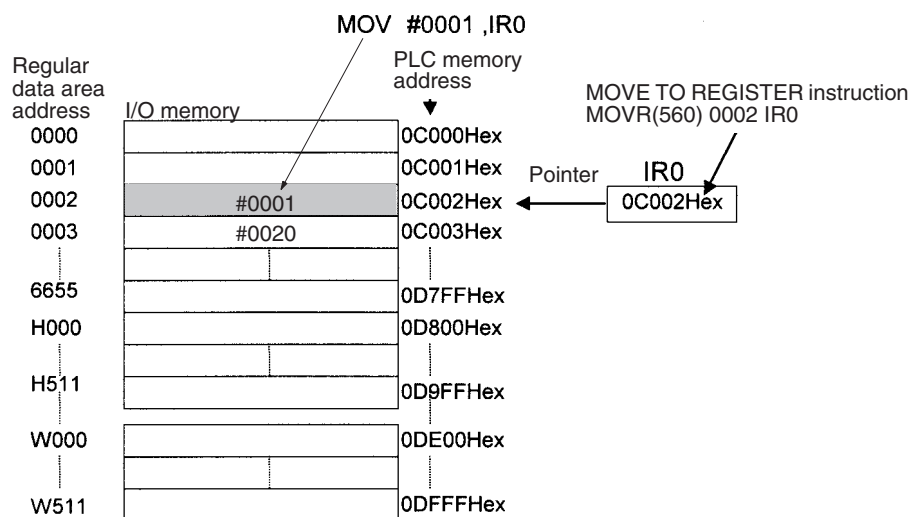 MOV #0001 ,IR0
Regular
data area
address
I/O memory
PLC memory
address
MOVE TO REGISTER instruction
MOVR(560) 0002 IR0
0000
0C000Hex
0001
0C001Hex
Pointer
IR0
0002
#0001
0C002Hex
0C002Hex
0003
#0020
0C003Hex
6655
0D7FFHex
H000
0D800Hex
H511
0D9FFHex
W000
0DE00Hex
W511
0DFFFHex